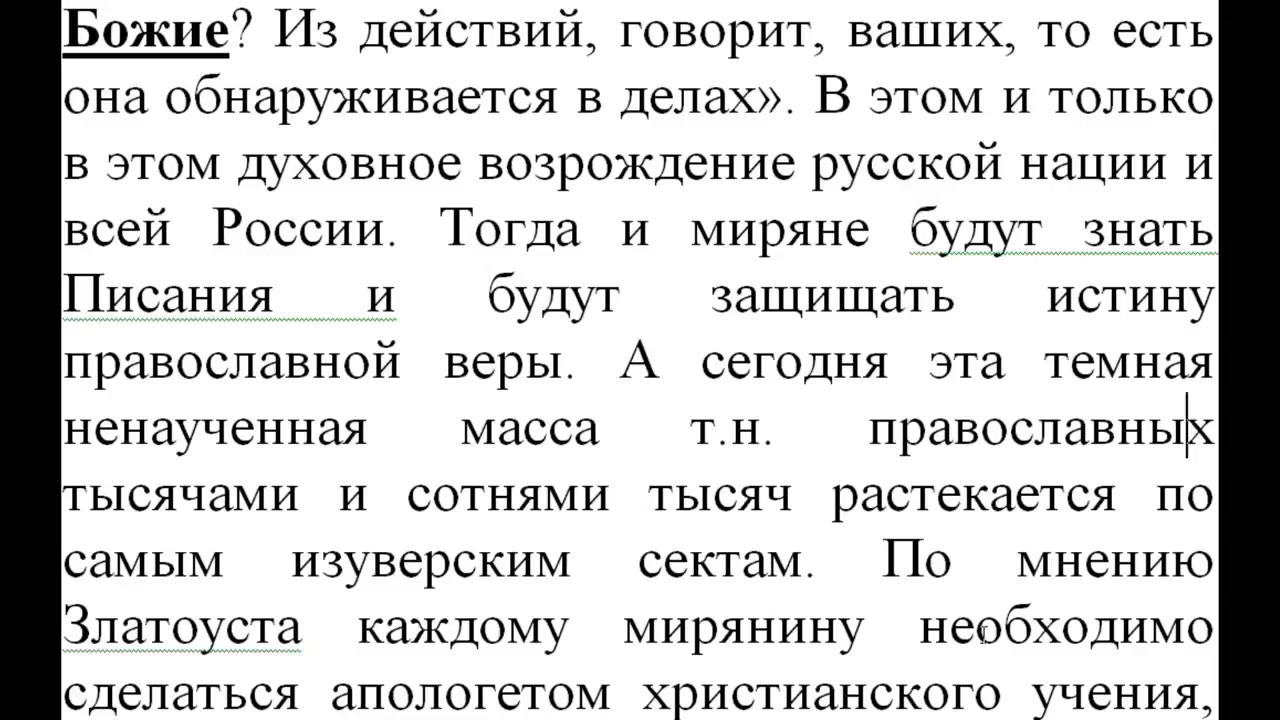 Божие? Из действий, говорит, ваших, то есть
она обнаруживается в делах». В этом и только
в этом духовное возрождение русской нации и
всей России. Тогда и миряне будут знать
Писания и будут защищать истину
православной веры. А сегодня эта темная
ненаученная масса т.н. православных
тысячами и сотнями тысяч растекается по
самым изуверским сектам. По мнению
Златоуста каждому мирянину необходимо
сделаться апологетом христианского учения,